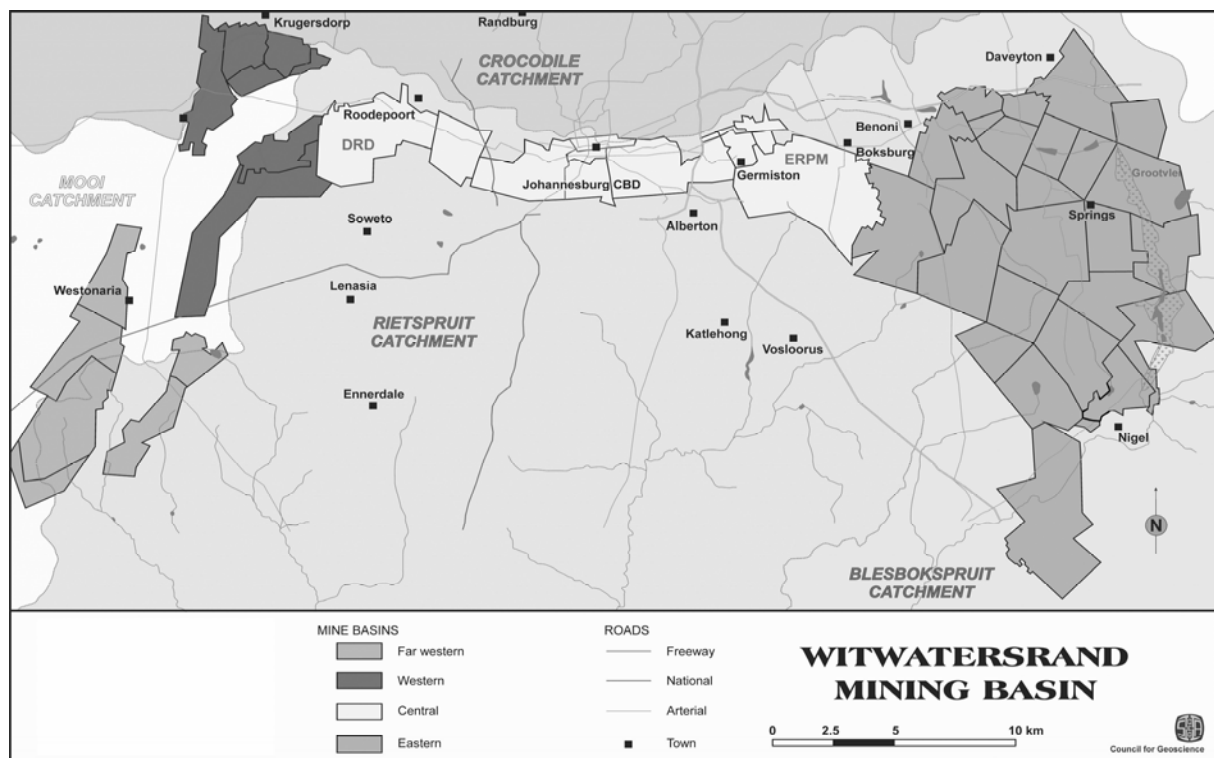 Krugersdorp
Randburg
CROCODILE
CATCHMENT
Daveyton
Roodepoort
DRD
Benoni
Boksburg
ERPM
MOOI
CATCHMENT
Johannesburg CBD
Germiston
Grootvlei
Soweto
Alberton
Springs
Westonaria
Lenasia
RIETSPRUIT
CATCHMENT
Katlehong
Vosloorus
Ennerdale
Nigel
N
BLESBOKSPRUIT
CATCHMENT
MINE BASINS
Far western
Western
Central
Eastern
ROADS
Freeway
National
Arterial
Town
WITWATERSRAND
MINING BASIN
0 2.5 5 10 km
Council for Geoscience